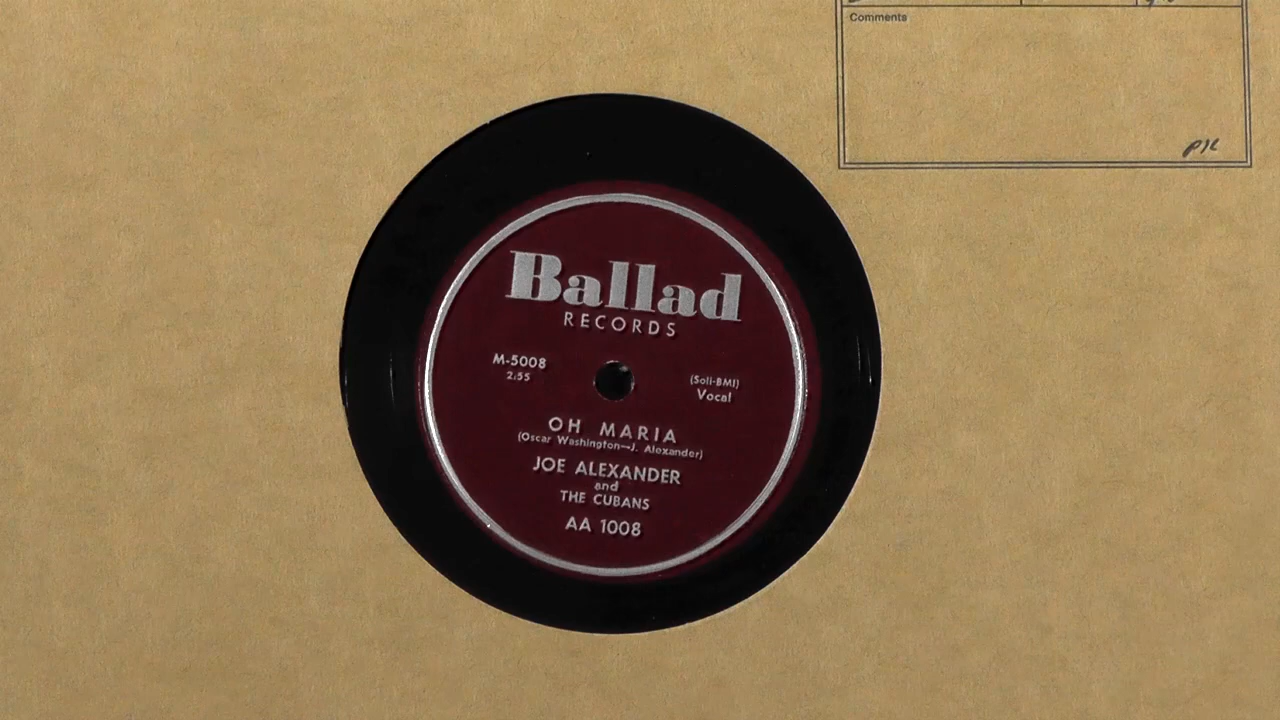 Comments
PK
Ballad
RECORDS
M-5008
2:55
(Soli-BMI)
Vocal
OH MARIA
(Oscar Washington—J. Alexander)
JOE ALEXANDER
and
THE CUBANS
AA 1008